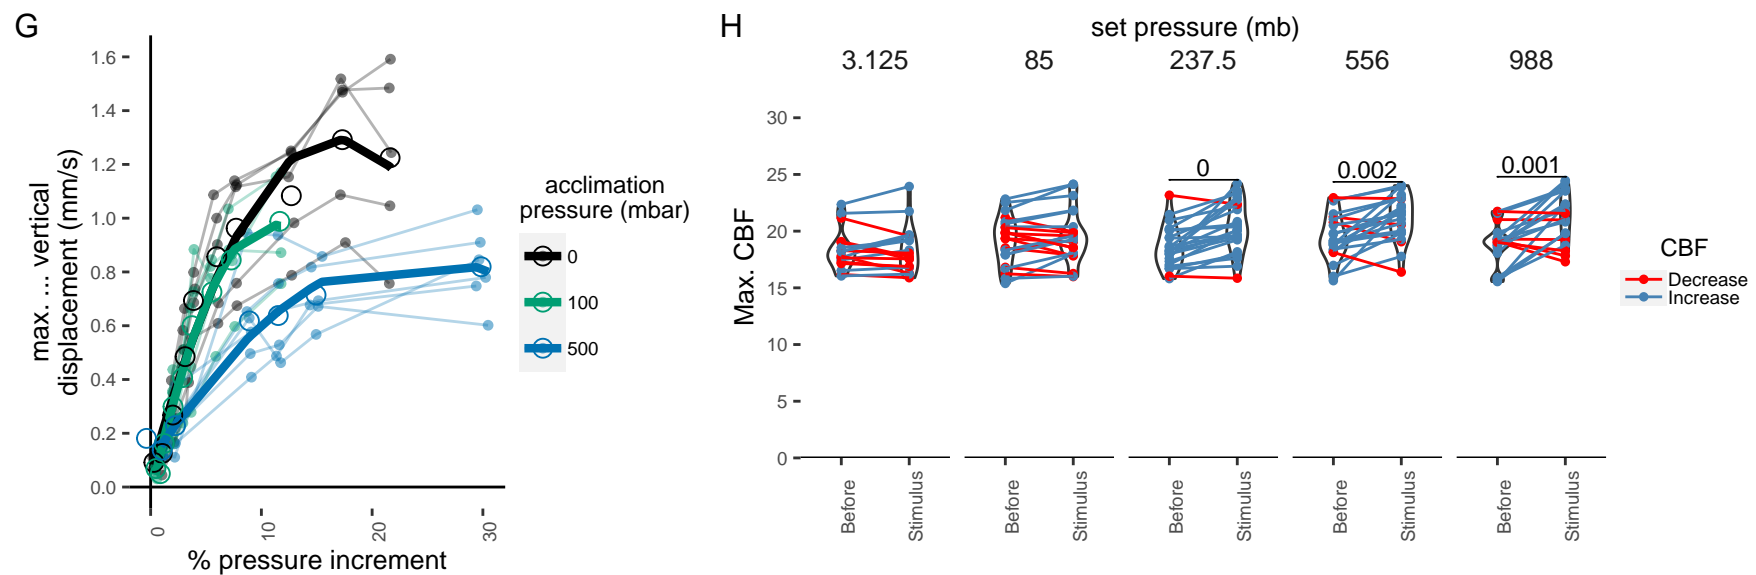 G
max. ... vertical
displacement (mm/s)
1.6
1.4
1.2
1.0
0.8
0.6
0.4
0.2
0.0
0
10
20
30
% pressure increment
acclimation
pressure (mbar)
0
100
500
H
set pressure (mb)
3.125
85
237.5
556
988
Max. CBF
30
25
20
15
10
5
0
0
0.002
0.001
Before
Stimulus
Before
Stimulus
Before
Stimulus
Before
Stimulus
Before
Stimulus
CBF
Decrease
Increase